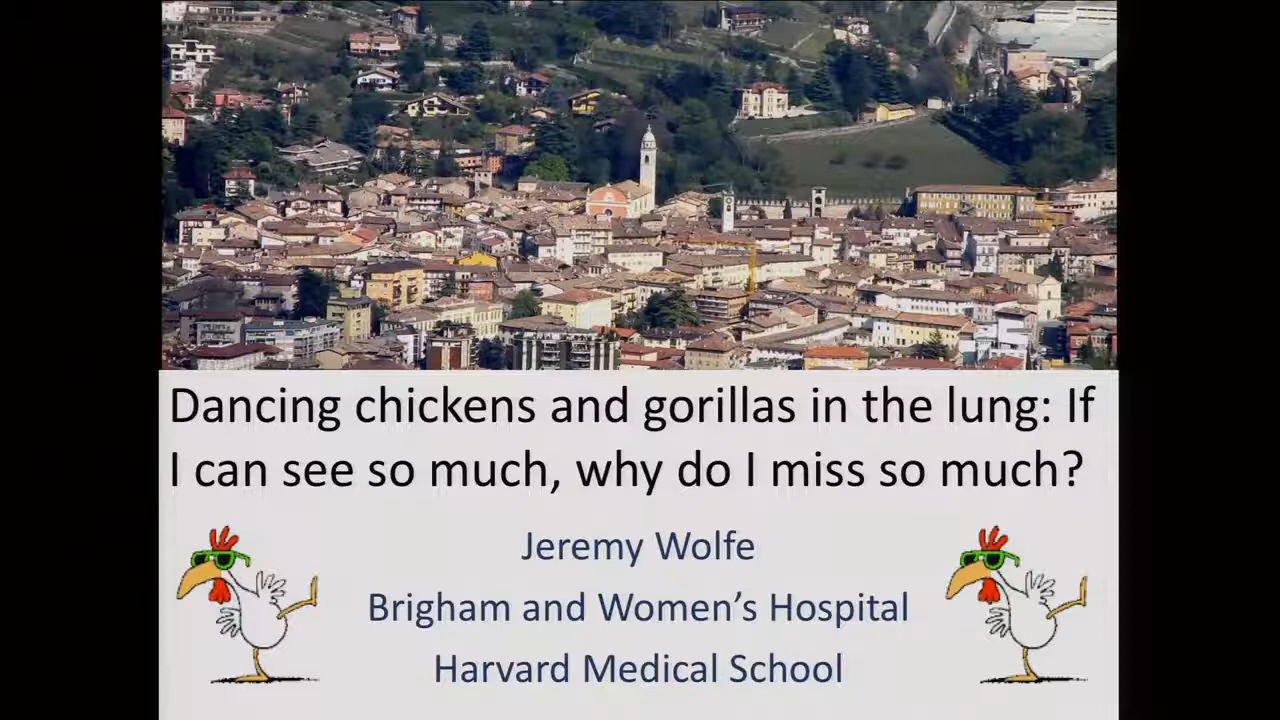 Dancing chickens and gorillas in the lung: If
I can see so much, why do I miss so much?
Jeremy Wolfe
Brigham and Women’s Hospital
Harvard Medical School